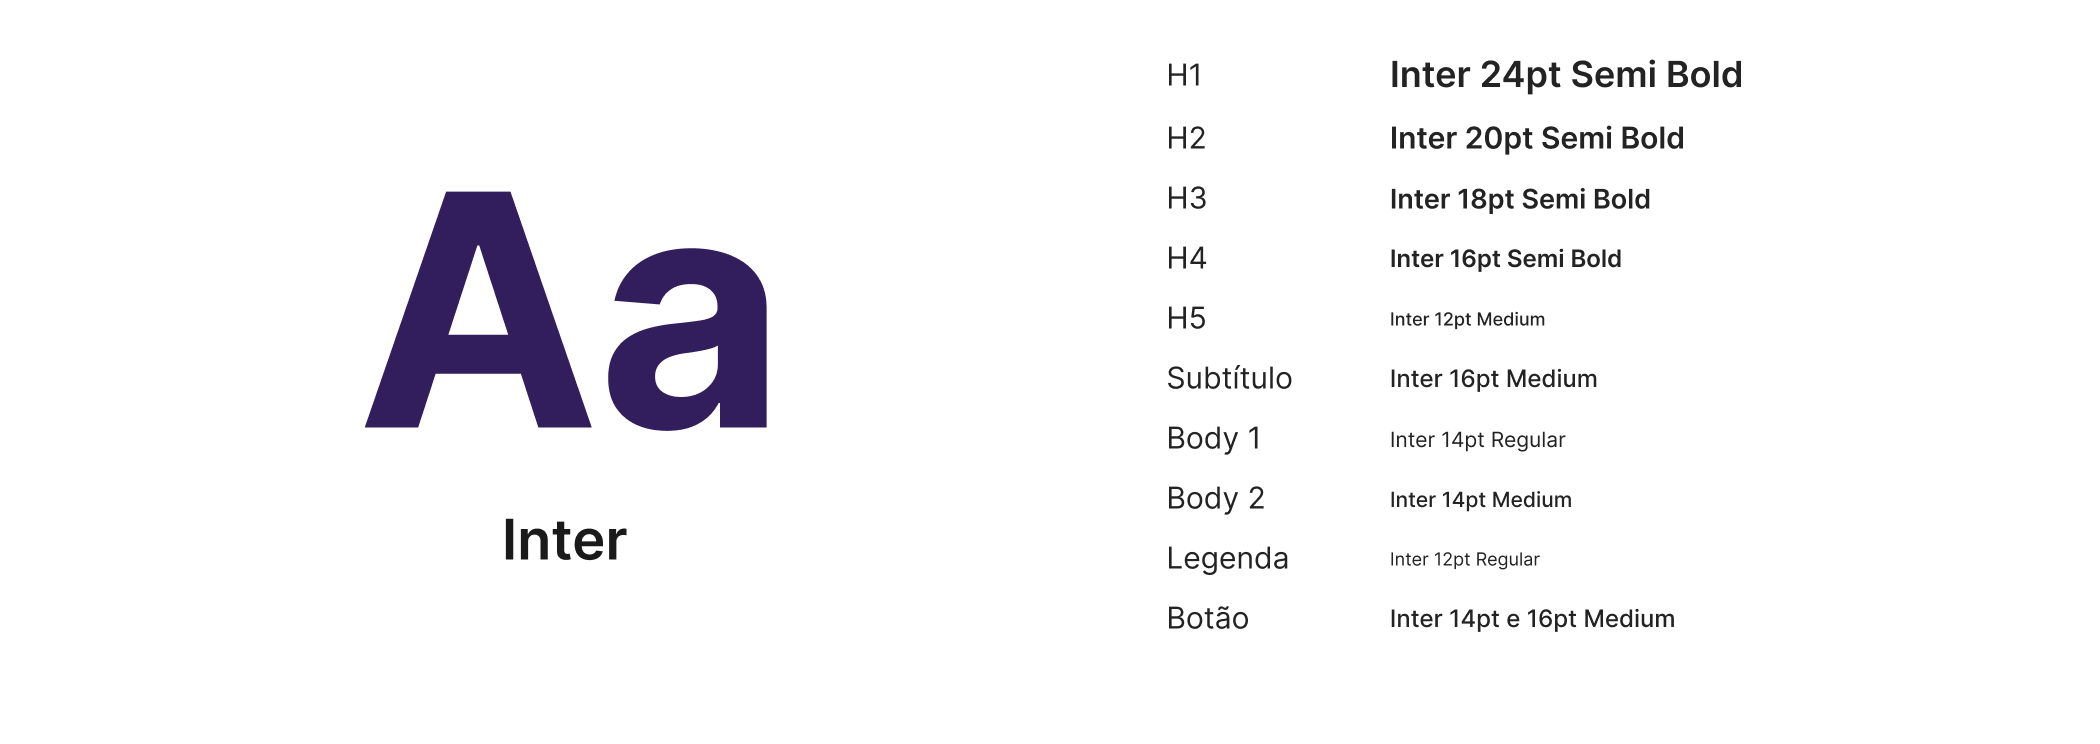 Aa
Inter
H1 Inter 24pt Semi Bold
H2 Inter 20pt Semi Bold
H3 Inter 18pt Semi Bold
H4 Inter 16pt Semi Bold
H5 Inter 12pt Medium
Subtítulo Inter 16pt Medium
Body 1 Inter 14pt Regular
Body 2 Inter 14pt Medium
Legenda Inter 12pt Regular
Botão Inter 14pt e 16pt Medium